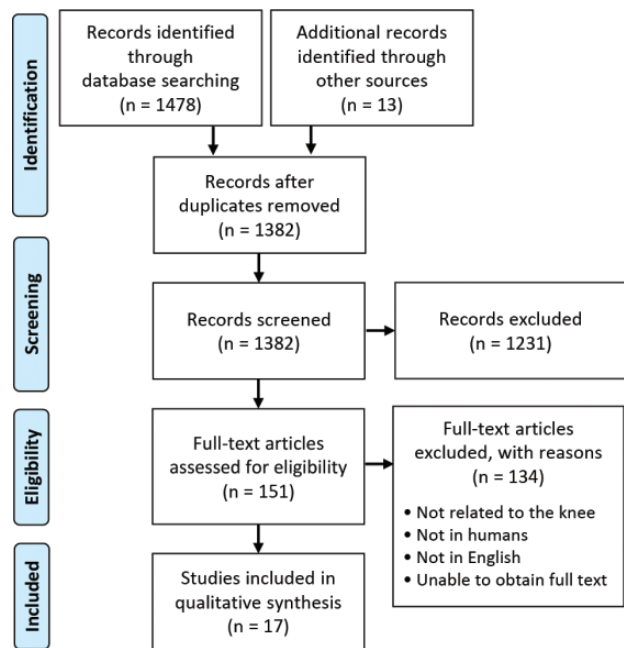 Identification
Records identified
through
database searching
(n = 1478)
Additional records
identified through
other sources
(n = 13)
Records after
duplicates removed
(n = 1382)
Screening
Records screened
(n = 1382)
Records excluded
(n = 1231)
Eligibility
Full-text articles
assessed for eligibility
(n = 151)
Full-text articles
excluded, with reasons
(n = 134)
• Not related to the knee
• Not in humans
• Not in English
• Unable to obtain full text
Included
Studies included in
qualitative synthesis
(n = 17)